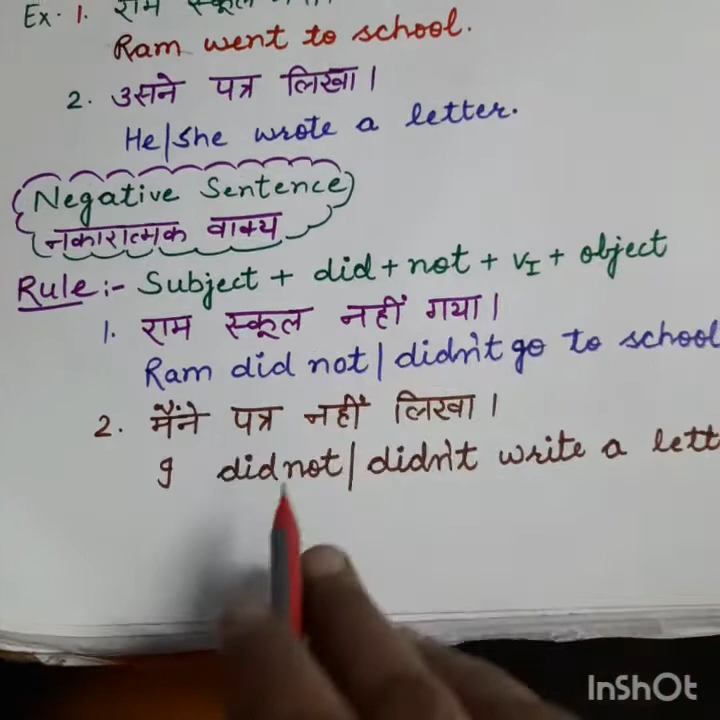 Ex. 1. राम स्कूल
Ram went to school.
2. उसने पत्र लिखा।
He/She wrote a letter.
Negative Sentence
नकारात्मक वाक्य
Rule:- Subject + did + not + VI + object
1. राम स्कूल नहीं गया।
Ram did not / didn't go to school
2. मैंने पत्र नहीं लिखा।
I did not / didn't write a lett
InShOt